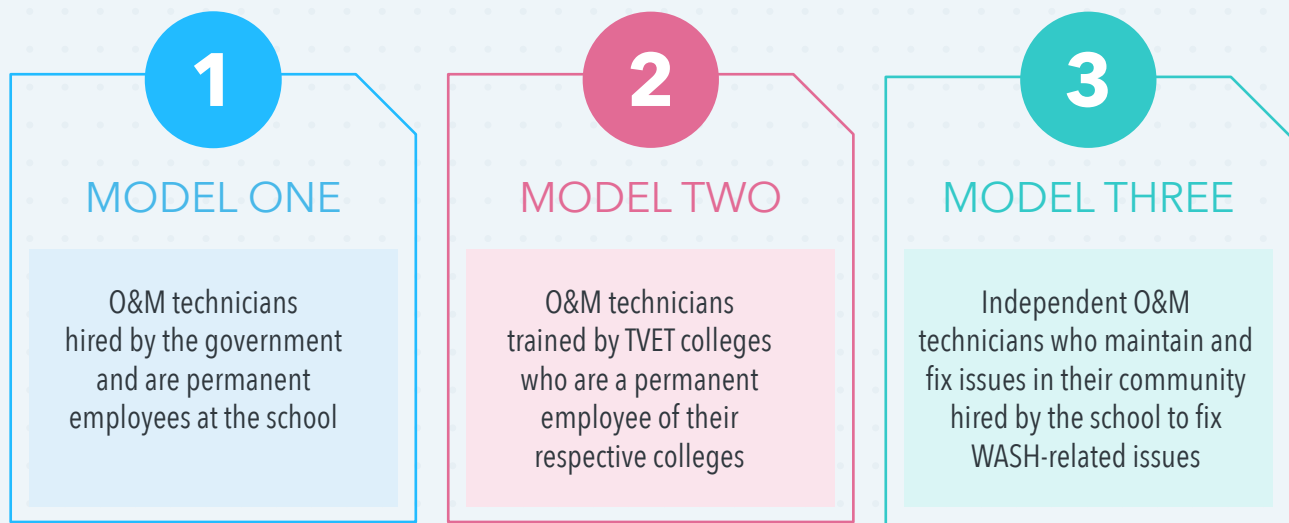 1
MODEL ONE
O&M technicians
hired by the government
and are permanent
employees at the school
2
MODEL TWO
O&M technicians
trained by TVET colleges
who are a permanent
employee of their
respective colleges
3
MODEL THREE
Independent O&M
technicians who maintain and
fix issues in their community
hired by the school to fix
WASH-related issues